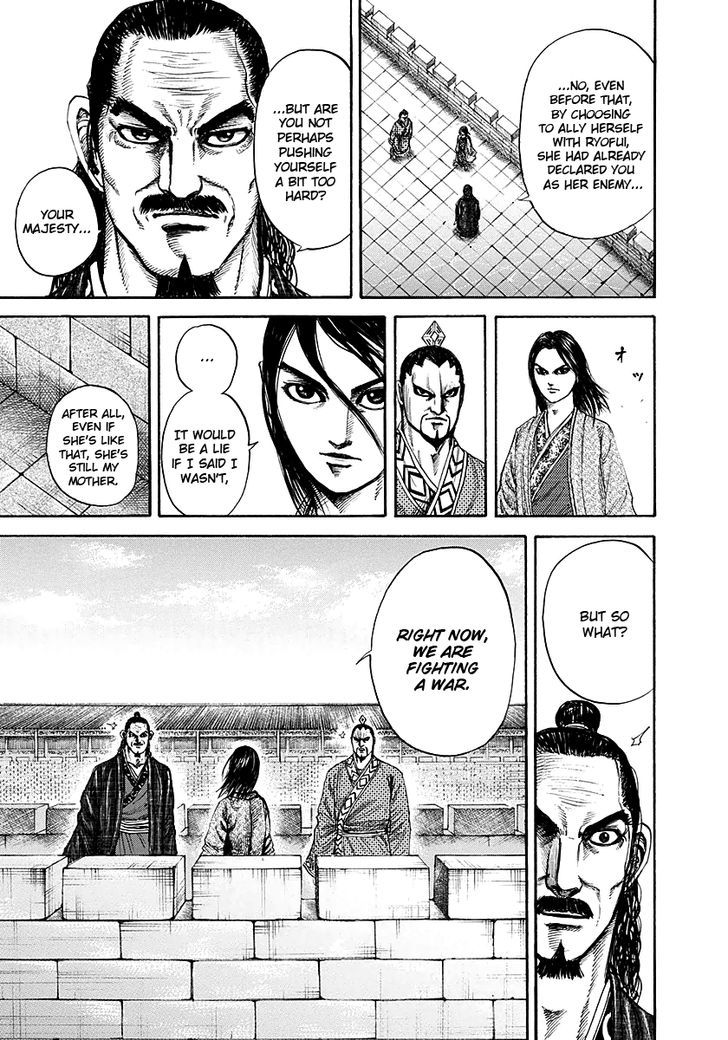 ...NO, EVEN
BEFORE THAT,
BY CHOOSING
TO ALLY HERSELF
WITH RYOFUI,
SHE HAD ALREADY
DECLARED YOU
AS HER ENEMY...
...BUT ARE
YOU NOT
PERHAPS
PUSHING
YOURSELF
A BIT TOO
HARD?
YOUR
MAJESTY...
オッ
...
IT WOULD
BE A LIE
IF I SAID I
WASN'T,
AFTER ALL,
EVEN IF
SHE'S LIKE
THAT, SHE'S
STILL MY
MOTHER.
BUT SO
WHAT?
RIGHT NOW,
WE ARE
FIGHTING
A WAR.